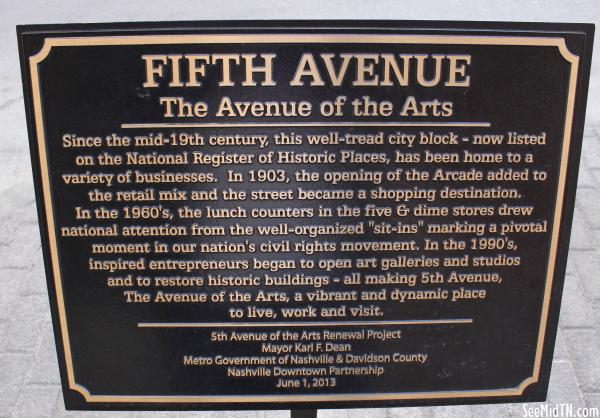 FIFTH AVENUE
The Avenue of the Arts
Since the mid-19th century, this well-tread city block - now listed
on the National Register of Historic Places, has been home to a
variety of businesses. In 1903, the opening of the Arcade added to
the retail mix and the street became a shopping destination.
In the 1960's, the lunch counters in the five & dime stores drew
national attention from the well-organized "sit-ins" marking a pivotal
moment in our nation's civil rights movement. In the 1990's,
inspired entrepreneurs began to open art galleries and studios
and to restore historic buildings - all making 5th Avenue,
The Avenue of the Arts, a vibrant and dynamic place
to live, work and visit.
5th Avenue of the Arts Renewal Project
Mayor Karl F. Dean
Metro Government of Nashville & Davidson County
Nashville Downtown Partnership
June 1, 2013
SeeMidTN.com